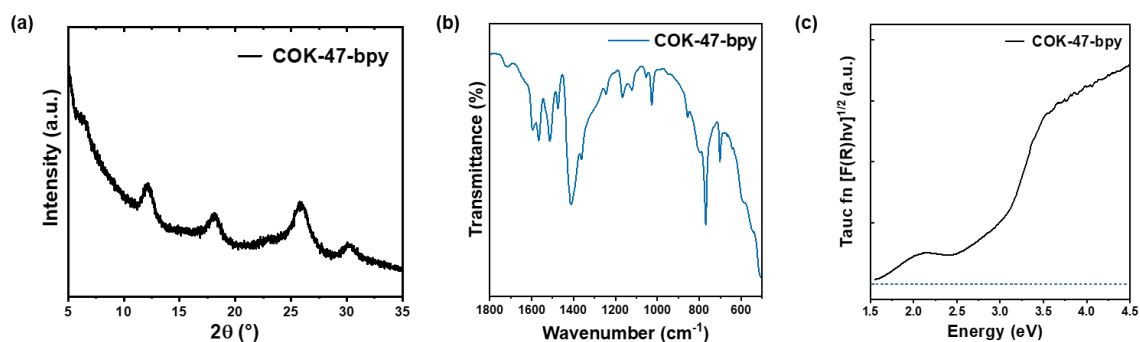 (a)
COK-47-bpy
Intensity (a.u.)
5 10 15 20 25 30 35
2θ (°)
(b)
COK-47-bpy
Transmittance (%)
1800 1600 1400 1200 1000 800 600
Wavenumber (cm⁻¹)
(c)
COK-47-bpy
Tauc fn [F(R)hν]¹ᐟ² (a.u.)
1.5 2.0 2.5 3.0 3.5 4.0 4.5
Energy (eV)